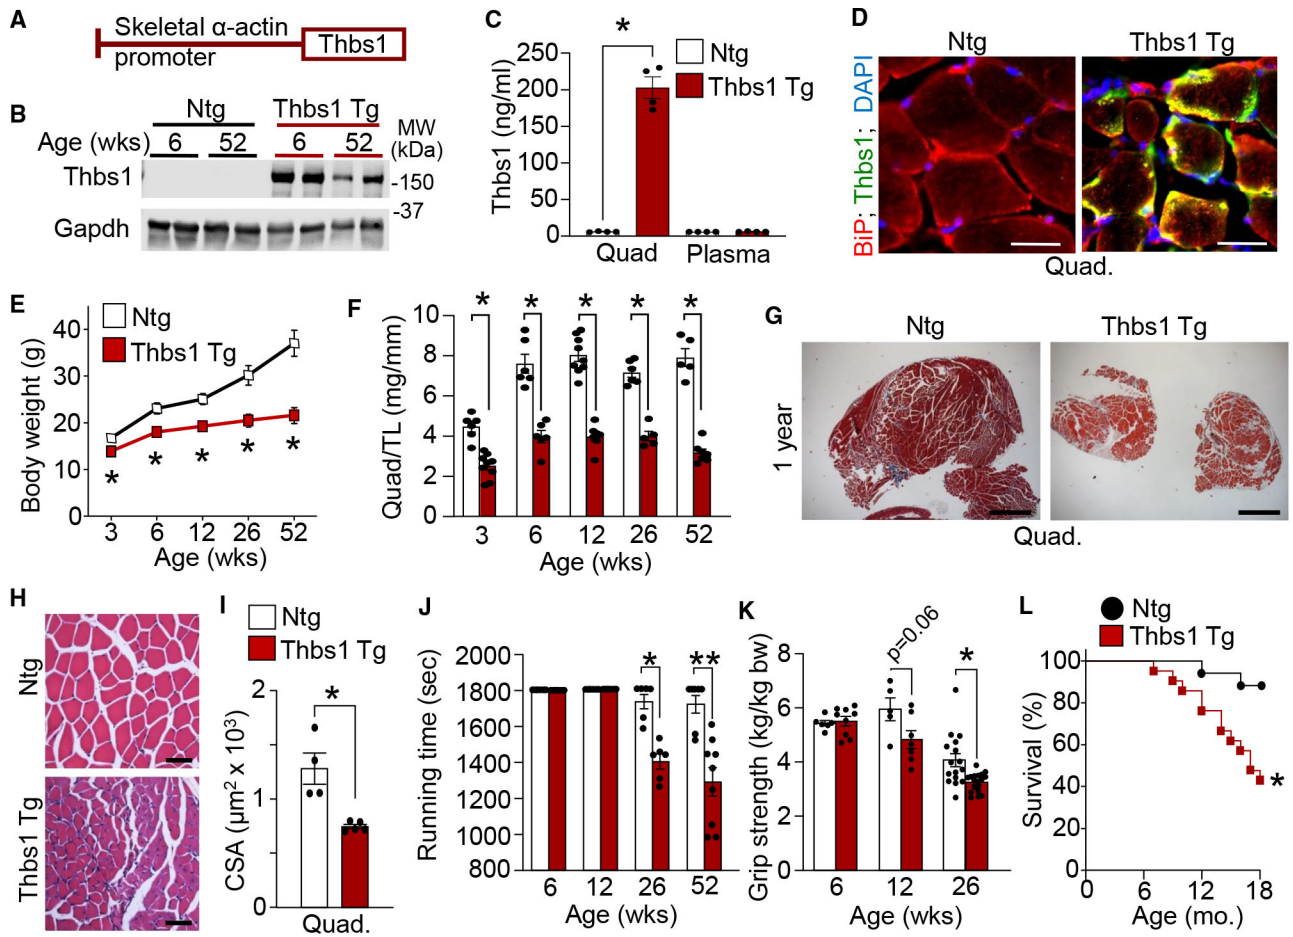 A
Skeletal α-actin
promoter
Thbs1
B
Ntg
Thbs1 Tg
MW
(kDa)
Age (wks)
6
52
6
52
Thbs1
-150
-37
Gapdh
C
*
250
200
150
100
50
0
Thbs1 (ng/ml)
Ntg
Thbs1 Tg
Quad
Plasma
D
Ntg
Thbs1 Tg
BiP; Thbs1; DAPI
Quad.
E
Ntg
Thbs1 Tg
Body weight (g)
40
30
20
10
0
* * * * *
3 6 12 26 52
Age (wks)
F
Quad/TL (mg/mm)
10
8
6
4
2
0
* * * * *
3 6 12 26 52
Age (wks)
G
Ntg
Thbs1 Tg
1 year
Quad.
H
Ntg
Thbs1 Tg
I
Ntg
Thbs1 Tg
CSA (µm² x 10³)
2
1
0
*
Quad.
J
Running time (sec)
2000
1800
1600
1400
1200
1000
800
* **
6 12 26 52
Age (wks)
K
Grip strength (kg/kg bw)
8
6
4
2
0
p=0.06
*
6 12 26
Age (wks)
L
Ntg
Thbs1 Tg
Survival (%)
100
80
60
40
20
0
*
0 6 12 18
Age (mo.)